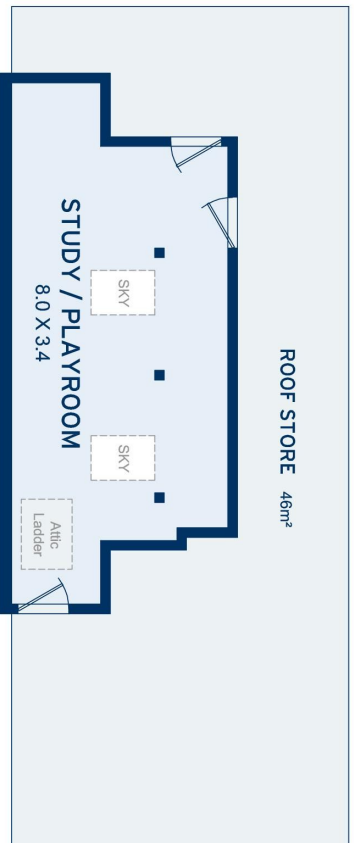 ROOF STORE 46m²
SKY
SKY
STUDY / PLAYROOM
8.0 X 3.4
Attic
Ladder